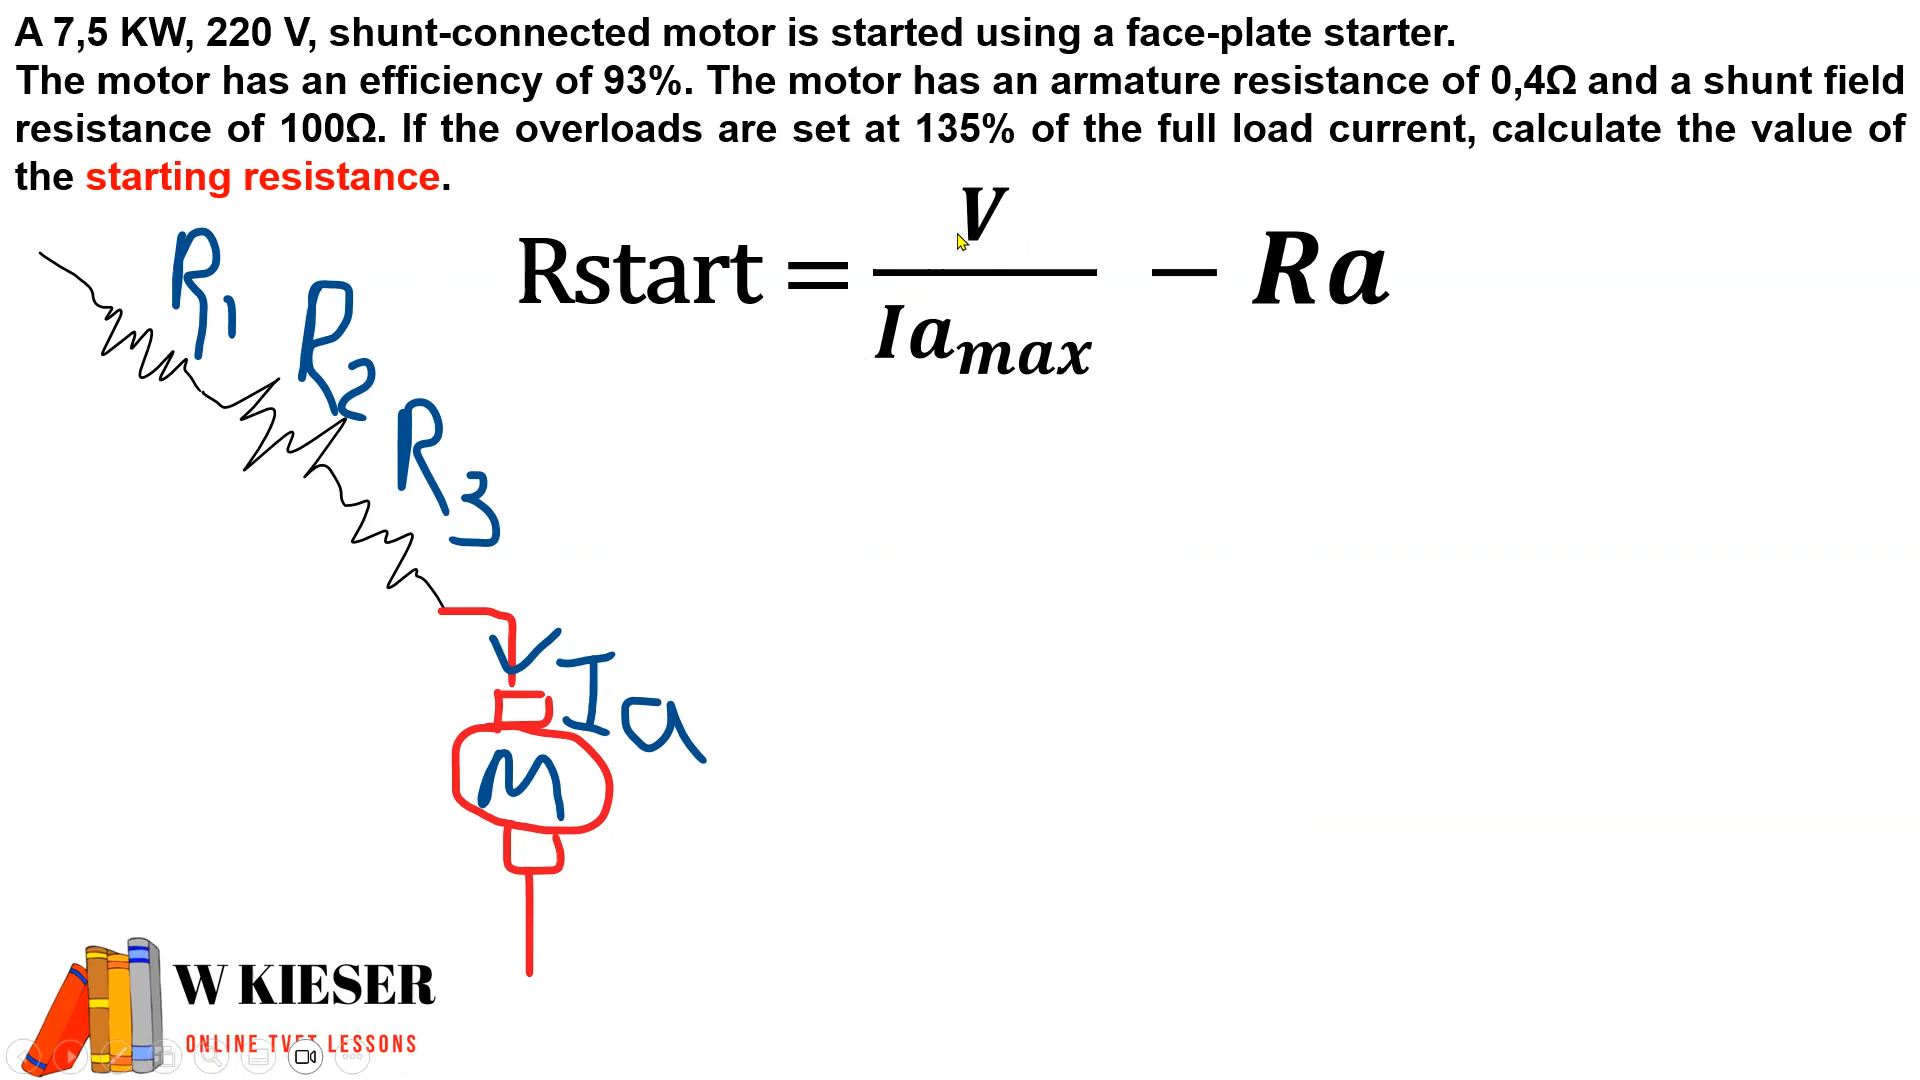 A 7,5 KW, 220 V, shunt-connected motor is started using a face-plate starter.
The motor has an efficiency of 93%. The motor has an armature resistance of 0,4Ω and a shunt field
resistance of 100Ω. If the overloads are set at 135% of the full load current, calculate the value of
the starting resistance.
Rstart = V / Ia_max − Ra
R1
R2
R3
Ia
M
W KIESER
ONLINE TVET LESSONS